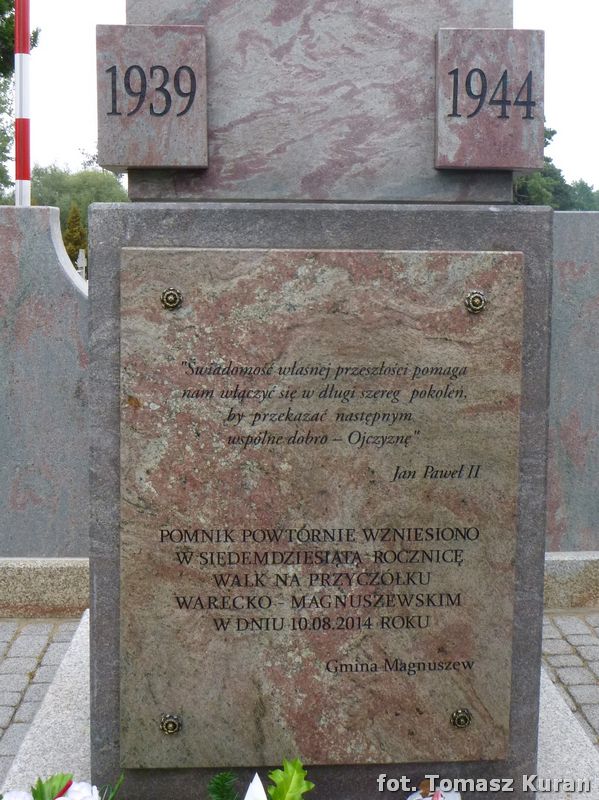 1939
1944
"Świadomość własnej przeszłości pomaga
nam włączyć się w długi szereg pokoleń,
by przekazać następnym
wspólne dobro – Ojczyznę"
Jan Paweł II
POMNIK POWTÓRNIE WZNIESIONO
W SIEDEMDZIESIĄTĄ ROCZNICĘ
WALK NA PRZYCZÓŁKU
WARECKO - MAGNUSZEWSKIM
W DNIU 10.08.2014 ROKU
Gmina Magnuszew
fot. Tomasz Kuran